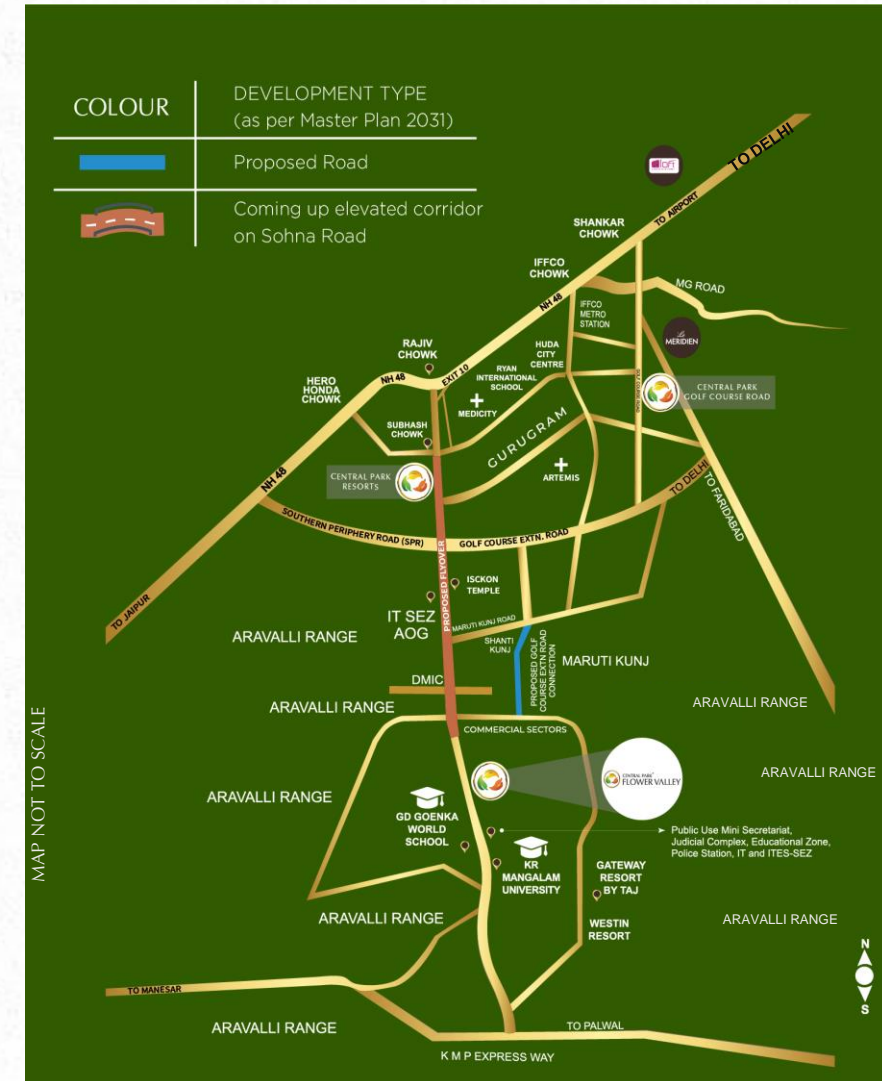 COLOUR
DEVELOPMENT TYPE
(as per Master Plan 2031)
Proposed Road
Coming up elevated corridor
on Sohna Road
TO DELHI
aloft
TO AIRPORT
SHANKAR
CHOWK
IFFCO
CHOWK
MG ROAD
NH 48
IFFCO
METRO
STATION
Le
MERIDIEN
RAJIV
CHOWK
HUDA
CITY
CENTRE
EXIT 10
RYAN
INTERNATIONAL
SCHOOL
NH 48
HERO
HONDA
CHOWK
MEDICITY
CENTRAL PARK
GOLF COURSE ROAD
SUBHASH
CHOWK
GURUGRAM
CENTRAL PARK
RESORTS
ARTEMIS
TO DELHI
NH 48
TO FARIDABAD
SOUTHERN PERIPHERY ROAD (SPR)
GOLF COURSE EXTN. ROAD
PROPOSED FLYOVER
ISCKON
TEMPLE
TO JAIPUR
IT SEZ
AOG
MARUTI KUNJ ROAD
ARAVALLI RANGE
SHANTI
KUNJ
PROPOSED GOLF
COURSE EXTN ROAD
CONNECTION
MARUTI KUNJ
DMIC
ARAVALLI RANGE
ARAVALLI RANGE
COMMERCIAL SECTORS
MAP NOT TO SCALE
CENTRAL PARK
FLOWER VALLEY
ARAVALLI RANGE
ARAVALLI RANGE
GD GOENKA
WORLD
SCHOOL
Public Use Mini Secretariat,
Judicial Complex, Educational Zone,
Police Station, IT and ITES-SEZ
KR
MANGALAM
UNIVERSITY
GATEWAY
RESORT
BY TAJ
ARAVALLI RANGE
WESTIN
RESORT
ARAVALLI RANGE
N
S
TO MANESAR
ARAVALLI RANGE
TO PALWAL
K M P EXPRESS WAY